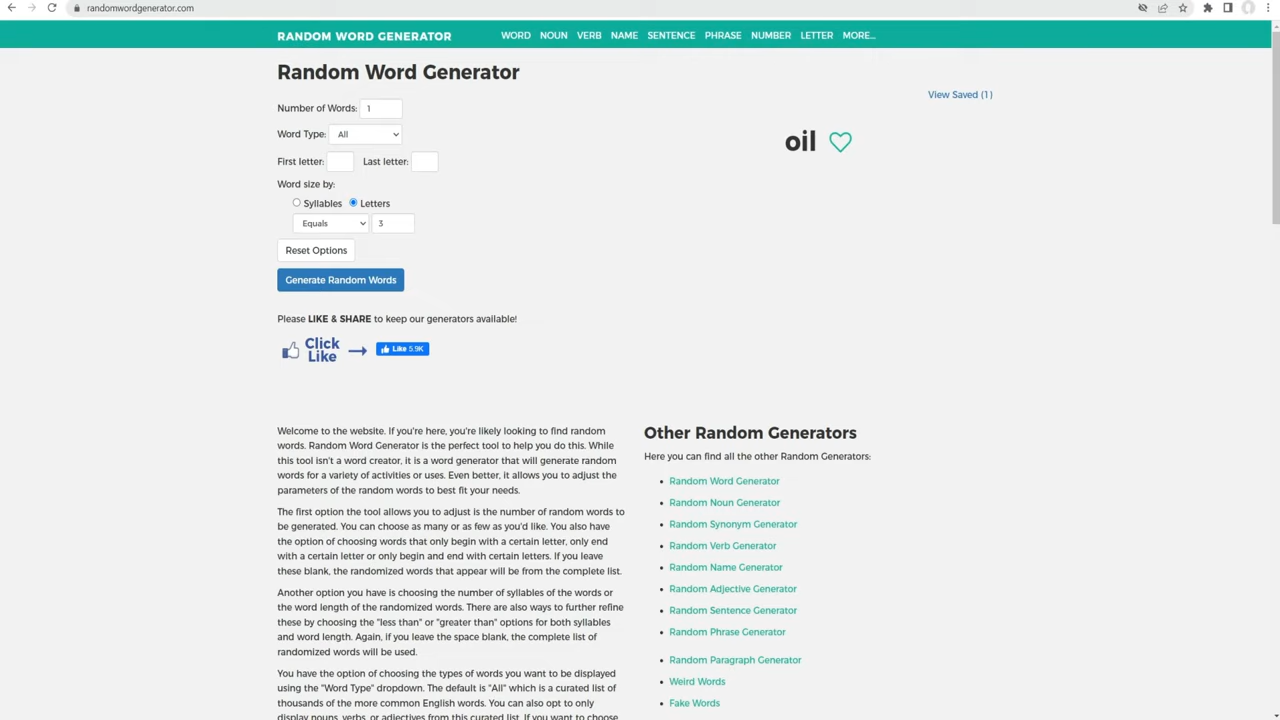 randomwordgenerator.com
RANDOM WORD GENERATOR WORD NOUN VERB NAME SENTENCE PHRASE NUMBER LETTER MORE...
Random Word Generator
View Saved (1)
Number of Words: 1
Word Type: All
oil
First letter: Last letter:
Word size by:
Syllables Letters
Equals 3
Reset Options
Generate Random Words
Please LIKE & SHARE to keep our generators available!
Click
Like
Like 5.9K
Welcome to the website. If you're here, you're likely looking to find random
words. Random Word Generator is the perfect tool to help you do this. While
this tool isn't a word creator, it is a word generator that will generate random
words for a variety of activities or uses. Even better, it allows you to adjust the
parameters of the random words to best fit your needs.
The first option the tool allows you to adjust is the number of random words to
be generated. You can choose as many or as few as you'd like. You also have
the option of choosing words that only begin with a certain letter, only end
with a certain letter or only begin and end with certain letters. If you leave
these blank, the randomized words that appear will be from the complete list.
Another option you have is choosing the number of syllables of the words or
the word length of the randomized words. There are also ways to further refine
these by choosing the "less than" or "greater than" options for both syllables
and word length. Again, if you leave the space blank, the complete list of
randomized words will be used.
You have the option of choosing the types of words you want to be displayed
using the "Word Type" dropdown. The default is "All" which is a curated list of
thousands of the more common English words. You can also opt to only
display nouns, verbs, or adjectives from this curated list. If you want to choose
Other Random Generators
Here you can find all the other Random Generators:
Random Word Generator
Random Noun Generator
Random Synonym Generator
Random Verb Generator
Random Name Generator
Random Adjective Generator
Random Sentence Generator
Random Phrase Generator
Random Paragraph Generator
Weird Words
Fake Words